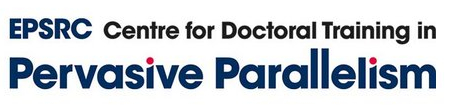 EPSRC Centre for Doctoral Training in
Pervasive Parallelism